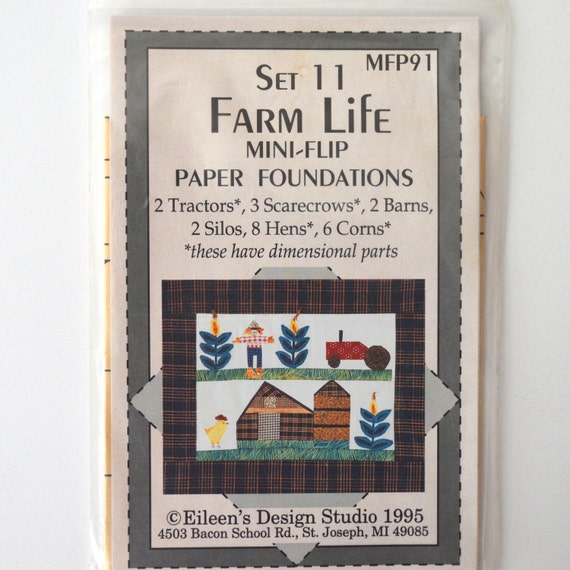 MFP91
Set 11
Farm Life
MINI-FLIP
PAPER FOUNDATIONS
2 Tractors*, 3 Scarecrows*, 2 Barns,
2 Silos, 8 Hens*, 6 Corns*
*these have dimensional parts
©Eileen's Design Studio 1995
4503 Bacon School Rd., St. Joseph, MI 49085